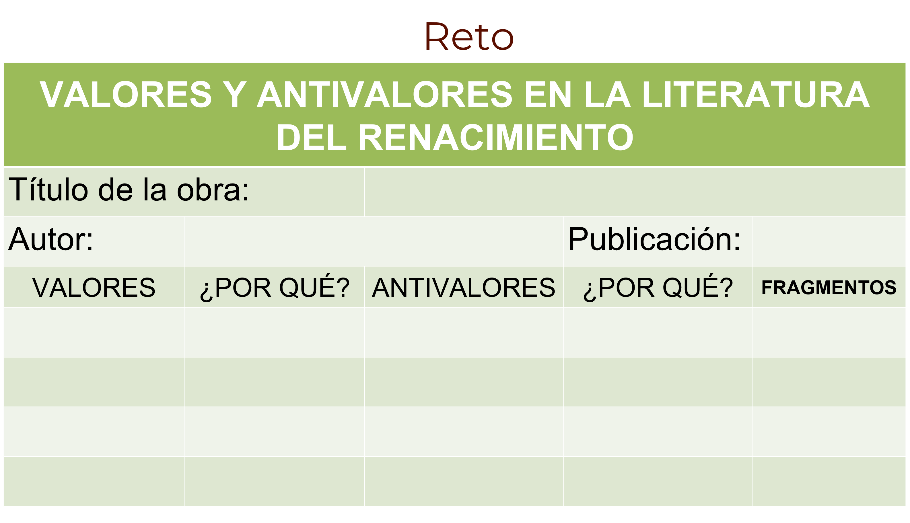 Reto
VALORES Y ANTIVALORES EN LA LITERATURA
DEL RENACIMIENTO
Título de la obra:
Autor:
Publicación:
VALORES
¿POR QUÉ?
ANTIVALORES
¿POR QUÉ?
FRAGMENTOS